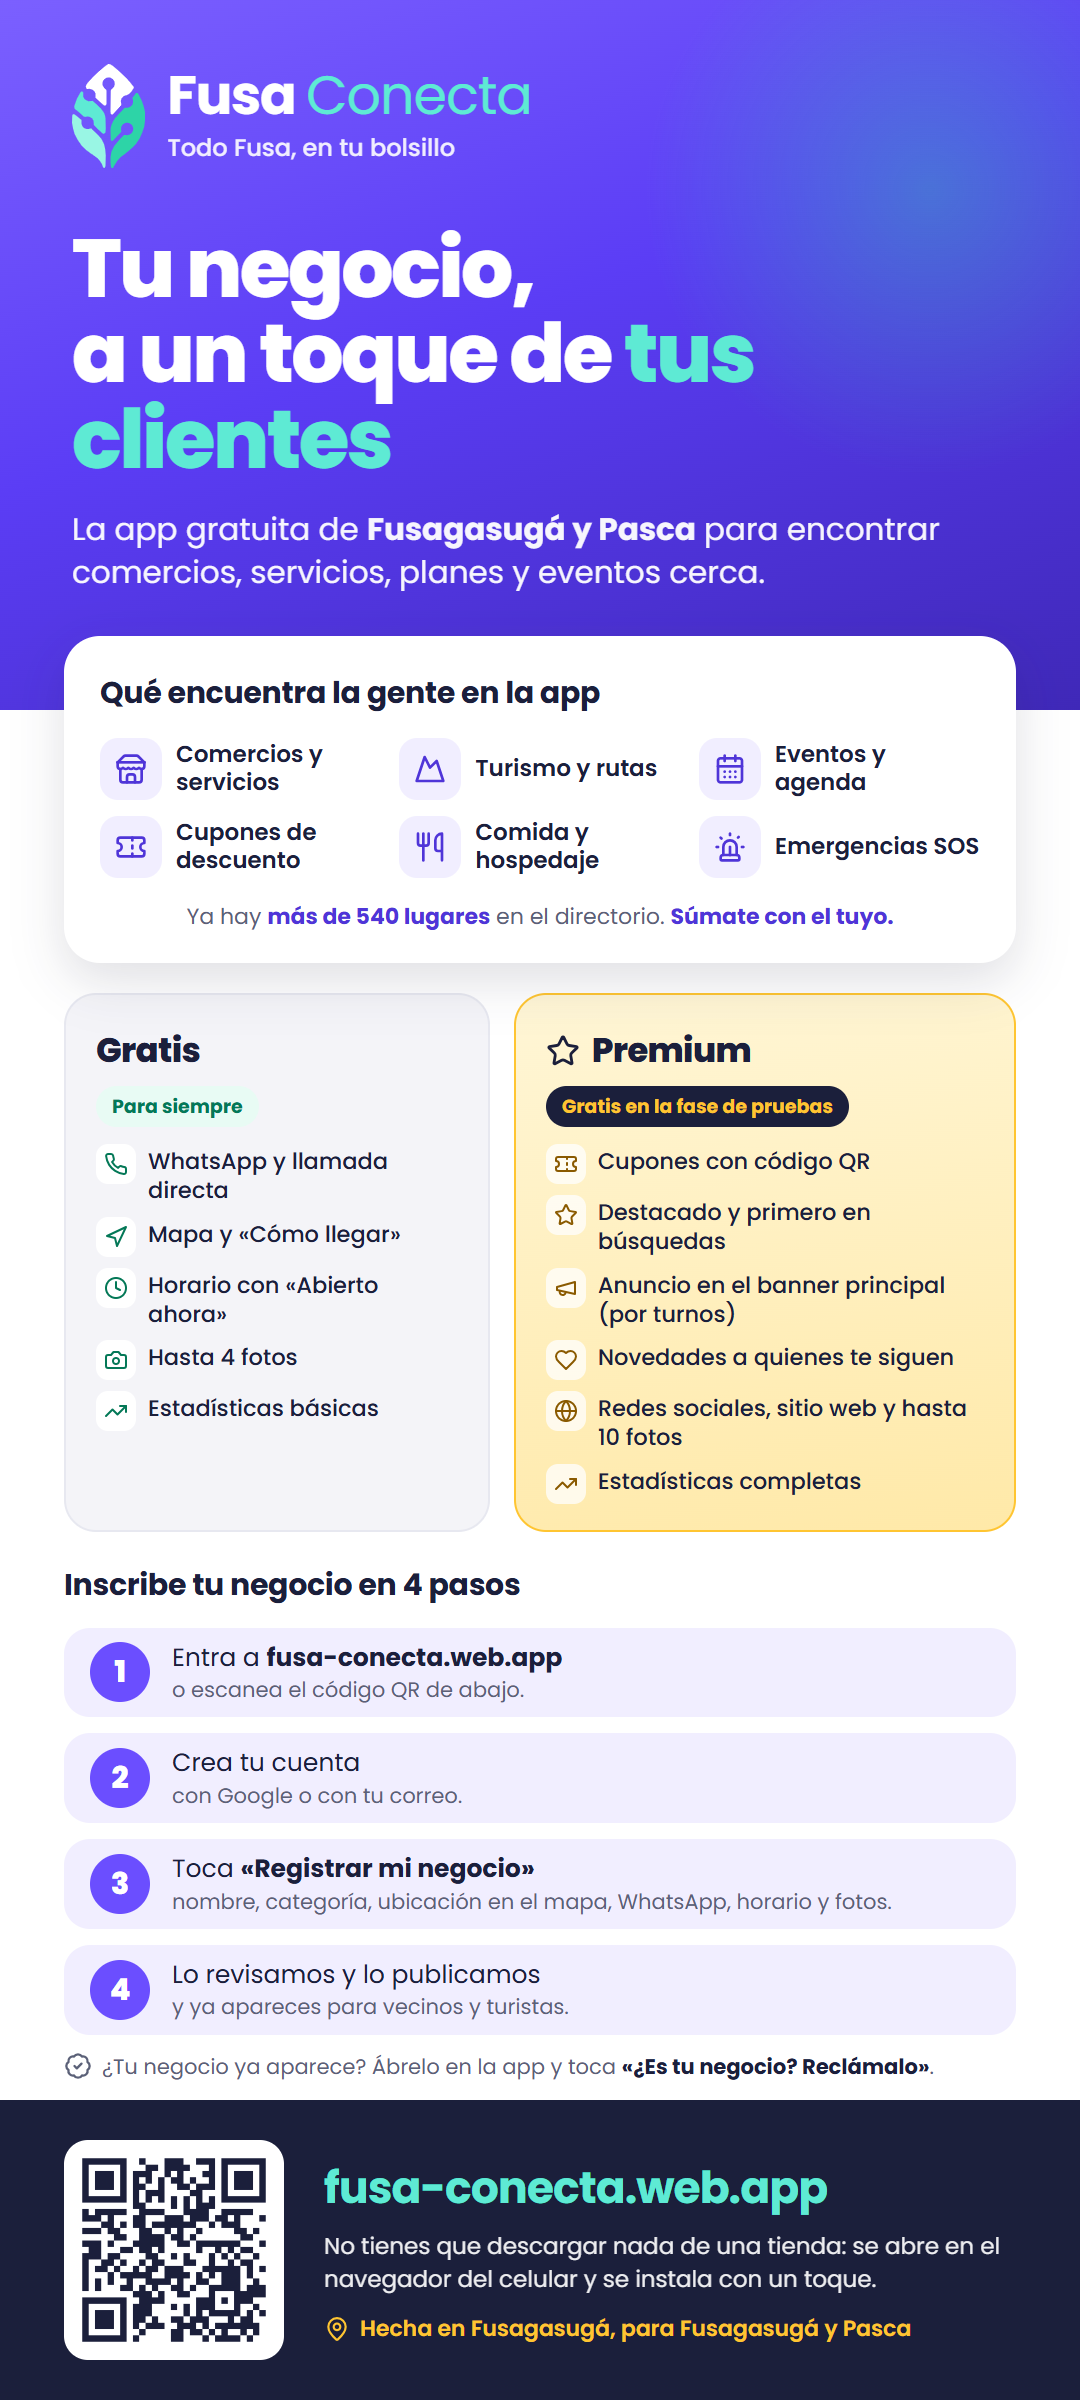 Fusa Conecta
Todo Fusa, en tu bolsillo
Tu negocio,
a un toque de tus
clientes
La app gratuita de Fusagasugá y Pasca para encontrar
comercios, servicios, planes y eventos cerca.
Qué encuentra la gente en la app
Comercios y
servicios
Turismo y rutas
Eventos y
agenda
Cupones de
descuento
Comida y
hospedaje
Emergencias SOS
Ya hay más de 540 lugares en el directorio. Súmate con el tuyo.
Gratis
Para siempre
WhatsApp y llamada
directa
Mapa y «Cómo llegar»
Horario con «Abierto
ahora»
Hasta 4 fotos
Estadísticas básicas
Premium
Gratis en la fase de pruebas
Cupones con código QR
Destacado y primero en
búsquedas
Anuncio en el banner principal
(por turnos)
Novedades a quienes te siguen
Redes sociales, sitio web y hasta
10 fotos
Estadísticas completas
Inscribe tu negocio en 4 pasos
1
Entra a fusa-conecta.web.app
o escanea el código QR de abajo.
2
Crea tu cuenta
con Google o con tu correo.
3
Toca «Registrar mi negocio»
nombre, categoría, ubicación en el mapa, WhatsApp, horario y fotos.
4
Lo revisamos y lo publicamos
y ya apareces para vecinos y turistas.
¿Tu negocio ya aparece? Ábrelo en la app y toca «¿Es tu negocio? Reclámalo».
fusa-conecta.web.app
No tienes que descargar nada de una tienda: se abre en el
navegador del celular y se instala con un toque.
Hecha en Fusagasugá, para Fusagasugá y Pasca